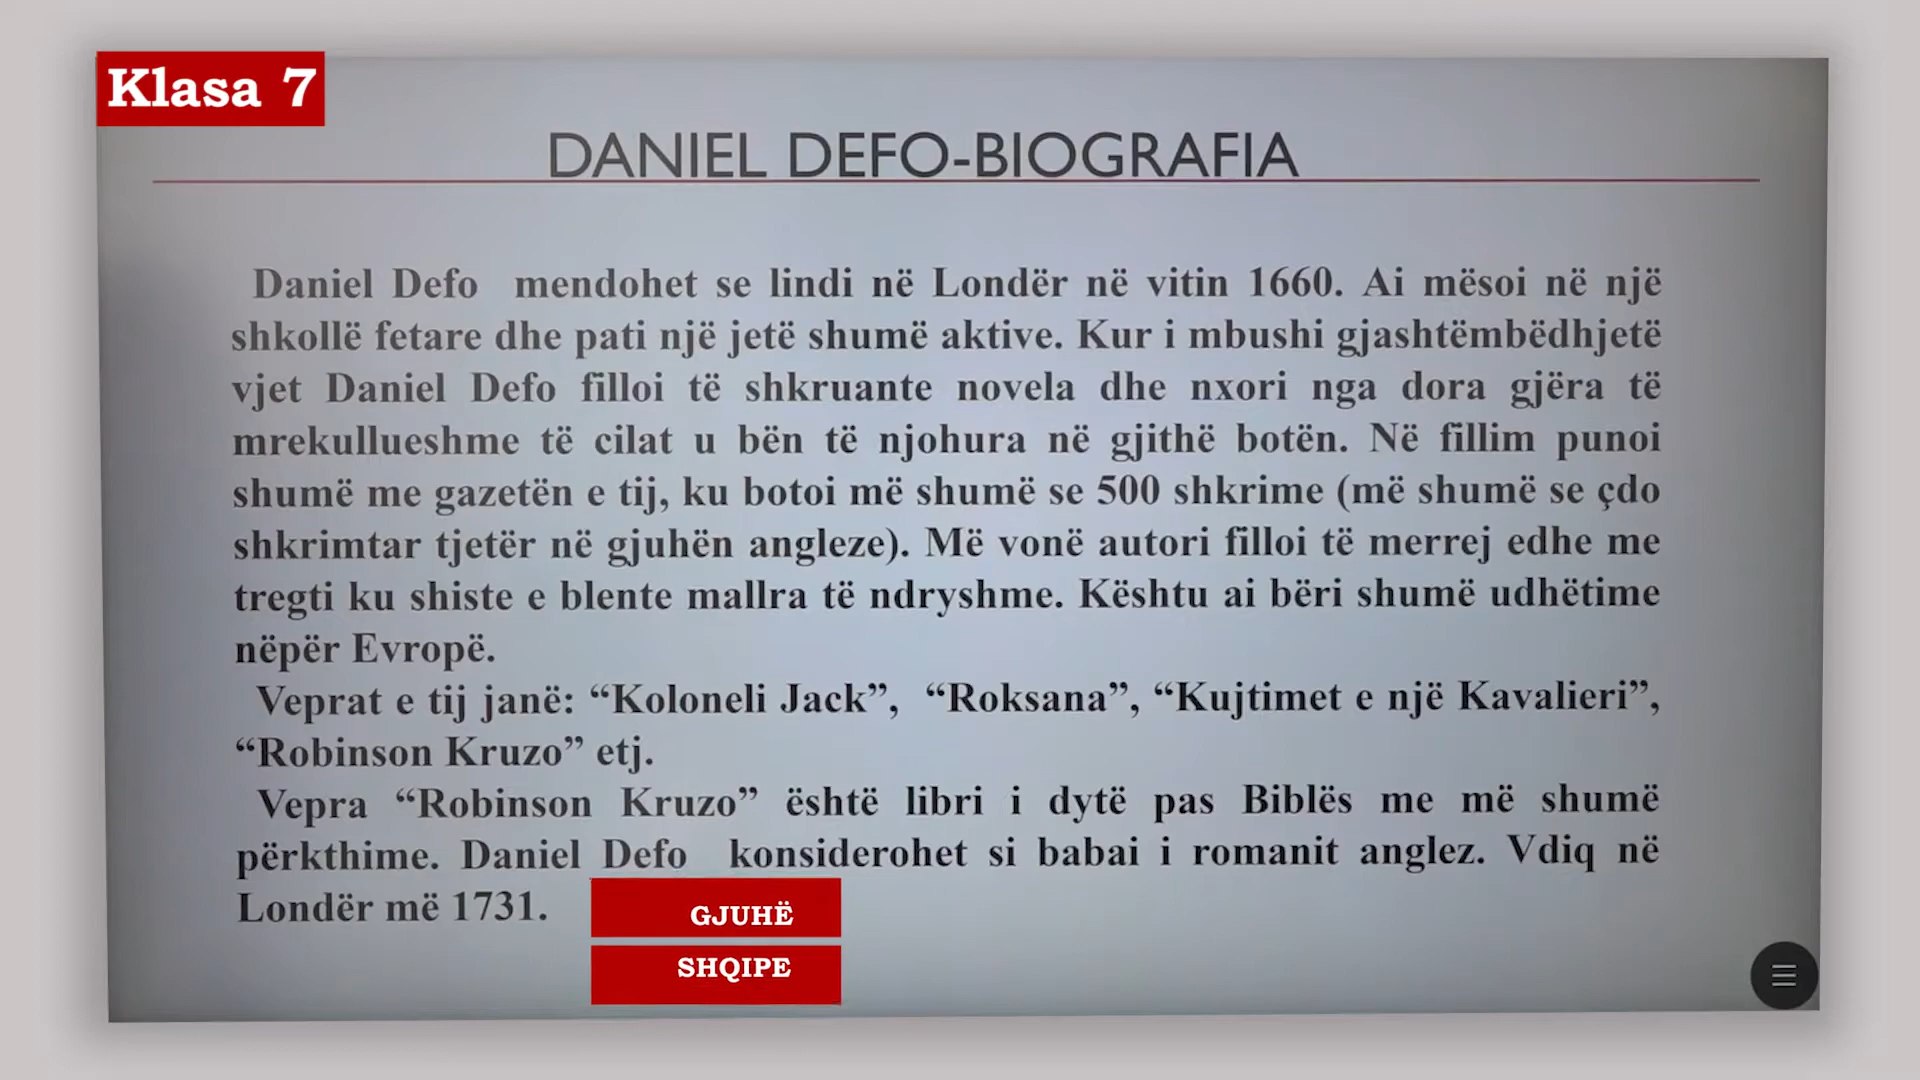 Klasa 7
DANIEL DEFO-BIOGRAFIA
Daniel Defo mendohet se lindi në Londër në vitin 1660. Ai mësoi në një
shkollë fetare dhe pati një jetë shumë aktive. Kur i mbushi gjashtëmbëdhjetë
vjet Daniel Defo filloi të shkruante novela dhe nxori nga dora gjëra të
mrekullueshme të cilat u bën të njohura në gjithë botën. Në fillim punoi
shumë me gazetën e tij, ku botoi më shumë se 500 shkrime (më shumë se çdo
shkrimtar tjetër në gjuhën angleze). Më vonë autori filloi të merrej edhe me
tregti ku shiste e blente mallra të ndryshme. Kështu ai bëri shumë udhëtime
nëpër Evropë.
Veprat e tij janë: “Koloneli Jack”, “Roksana”, “Kujtimet e një Kavalieri”,
“Robinson Kruzo” etj.
Vepra “Robinson Kruzo” është libri i dytë pas Biblës me më shumë
përkthime. Daniel Defo konsiderohet si babai i romanit anglez. Vdiq në
Londër më 1731.
GJUHË
SHQIPE